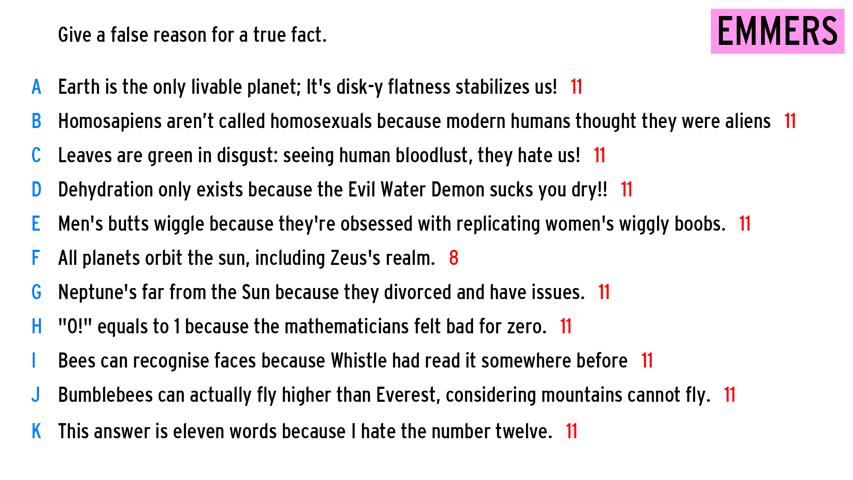 Give a false reason for a true fact.
EMMERS
A Earth is the only livable planet; It's disk-y flatness stabilizes us! 11
B Homosapiens aren’t called homosexuals because modern humans thought they were aliens 11
C Leaves are green in disgust: seeing human bloodlust, they hate us! 11
D Dehydration only exists because the Evil Water Demon sucks you dry!! 11
E Men's butts wiggle because they're obsessed with replicating women's wiggly boobs. 11
F All planets orbit the sun, including Zeus's realm. 8
G Neptune's far from the Sun because they divorced and have issues. 11
H "0!" equals to 1 because the mathematicians felt bad for zero. 11
I Bees can recognise faces because Whistle had read it somewhere before 11
J Bumblebees can actually fly higher than Everest, considering mountains cannot fly. 11
K This answer is eleven words because I hate the number twelve. 11